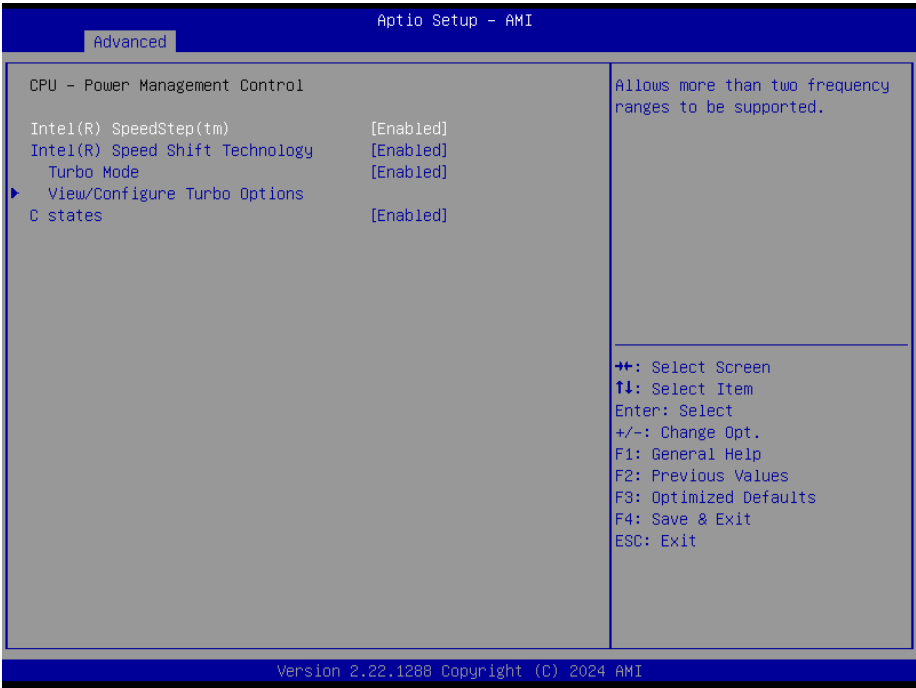 Aptio Setup - AMI
Advanced
CPU - Power Management Control
Intel(R) SpeedStep(tm) [Enabled]
Intel(R) Speed Shift Technology [Enabled]
Turbo Mode [Enabled]
View/Configure Turbo Options
C states [Enabled]
Allows more than two frequency
ranges to be supported.
→←: Select Screen
↑↓: Select Item
Enter: Select
+/-: Change Opt.
F1: General Help
F2: Previous Values
F3: Optimized Defaults
F4: Save & Exit
ESC: Exit
Version 2.22.1288 Copyright (C) 2024 AMI